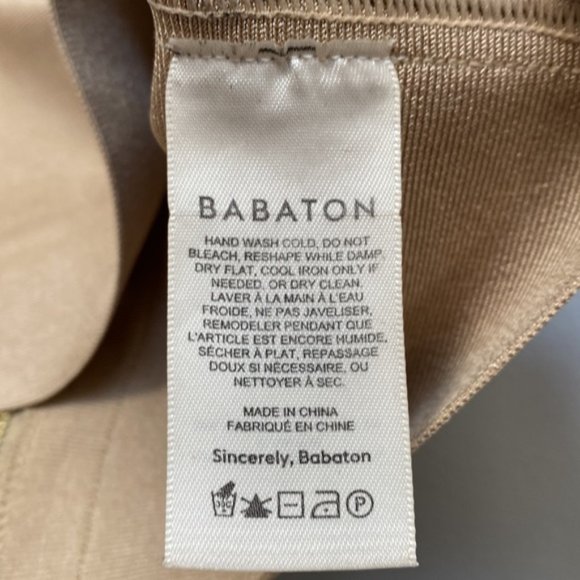 BABATON
HAND WASH COLD, DO NOT
BLEACH, RESHAPE WHILE DAMP,
DRY FLAT, COOL IRON ONLY IF
NEEDED, OR DRY CLEAN.
LAVER À LA MAIN À L'EAU
FROIDE, NE PAS JAVELISER,
REMODELER PENDANT QUE
L'ARTICLE EST ENCORE HUMIDE,
SÉCHER À PLAT, REPASSAGE
DOUX SI NÉCESSAIRE, OU
NETTOYER À SEC.
MADE IN CHINA
FABRIQUÉ EN CHINE
Sincerely, Babaton
30C P